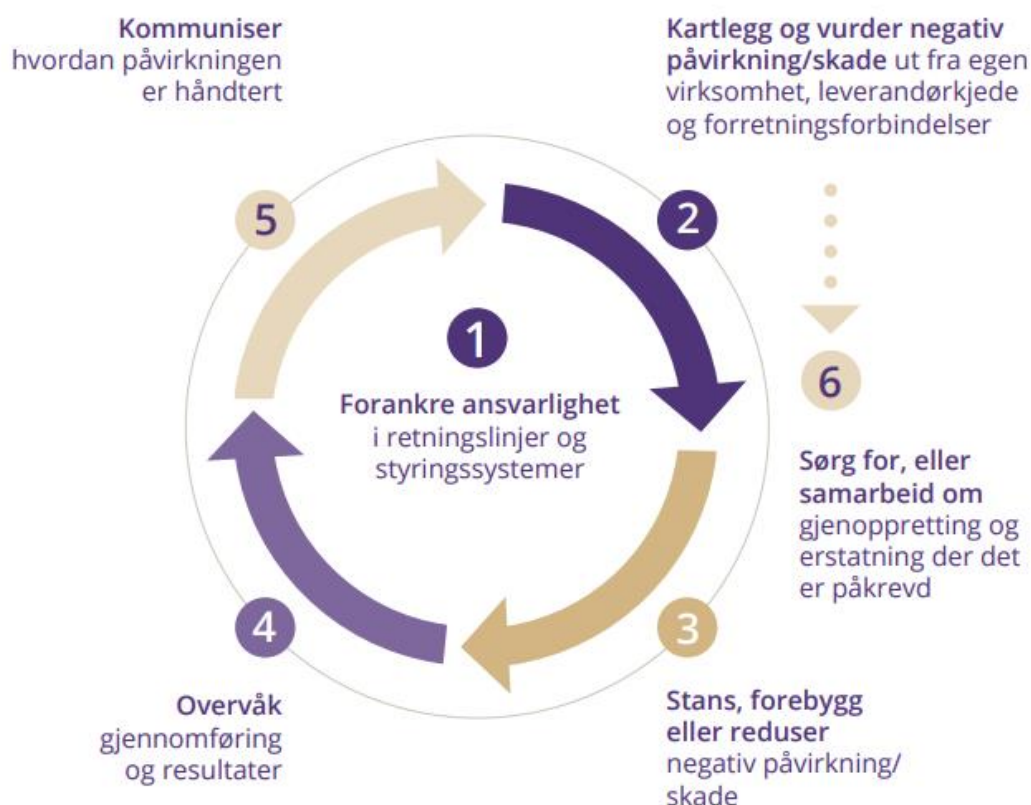 Kommuniser
hvordan påvirkningen
er håndtert
Kartlegg og vurder negativ
påvirkning/skade ut fra egen
virksomhet, leverandørkjede
og forretningsforbindelser
5
2
1
Forankre ansvarlighet
i retningslinjer og
styringssystemer
6
Sørg for, eller
samarbeid om
gjenoppretting og
erstatning der det
er påkrevd
4
3
Overvåk
gjennomføring
og resultater
Stans, forebygg
eller reduser
negativ påvirkning/
skade